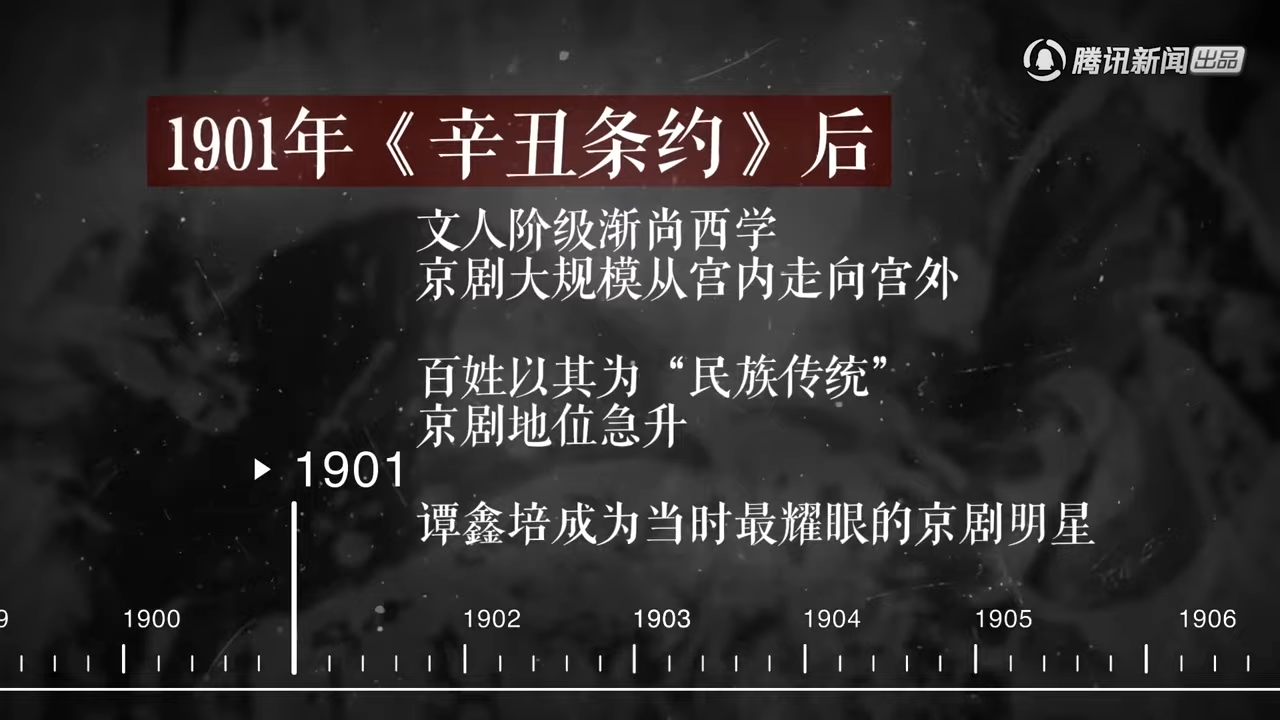 腾讯新闻出品
1901年《辛丑条约》后
文人阶级渐尚西学
京剧大规模从宫内走向宫外
百姓以其为“民族传统”
京剧地位急升
1901
谭鑫培成为当时最耀眼的京剧明星
9 1900 1902 1903 1904 1905 1906